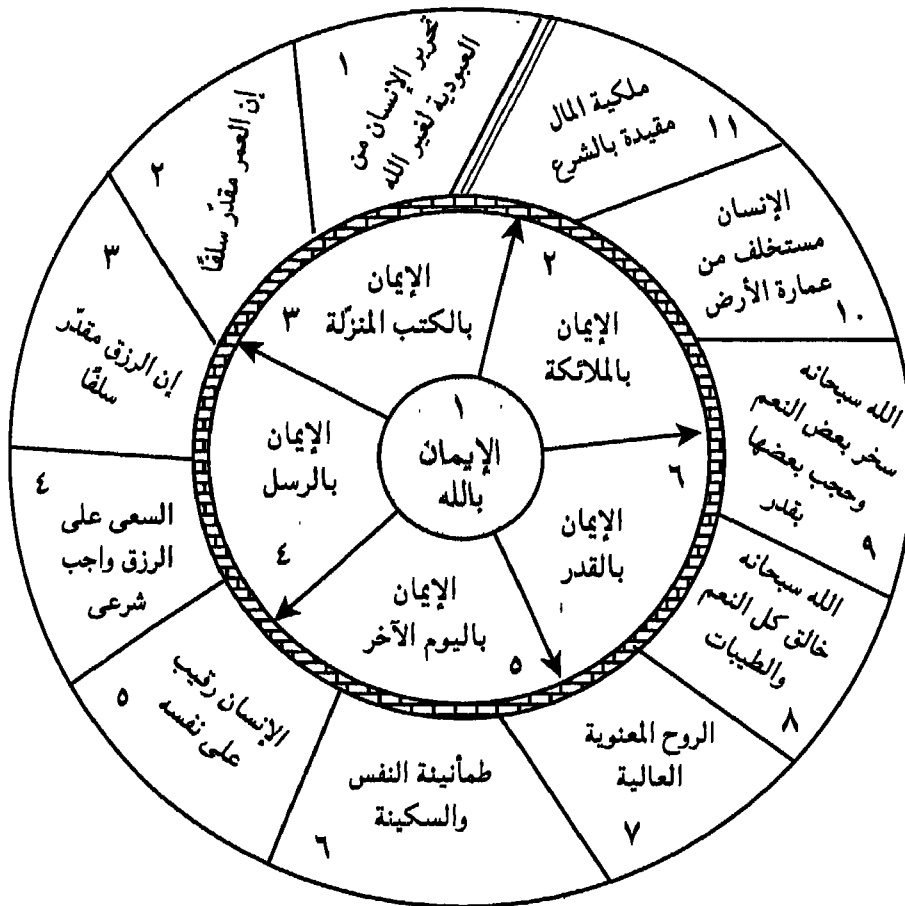 ١
الإيمان
بالله
٢
الإيمان
بالملائكة
٣
الإيمان
بالكتب المنزلة
٤
الإيمان
بالرسل
٥
الإيمان
باليوم الآخر
٦
الإيمان
بالقدر
١
تحرير الإنسان من
العبودية لغير الله
٢
إن العمر مقدّر سلفًا
٣
إن الرزق مقدّر
سلفًا
٤
السعى على
الرزق واجب
شرعى
٥
الإنسان رقيب
على نفسه
٦
طمأنينة النفس
والسكينة
٧
الروح المعنوية
العالية
٨
الله سبحانه
خالق كل النعم
والطيبات
٩
الله سبحانه
سخر بعض النعم
وحجب بعضها
بقدر
١٠
الإنسان
مستخلف من
عمارة الأرض
١١
ملكية المال
مقيدة بالشرع